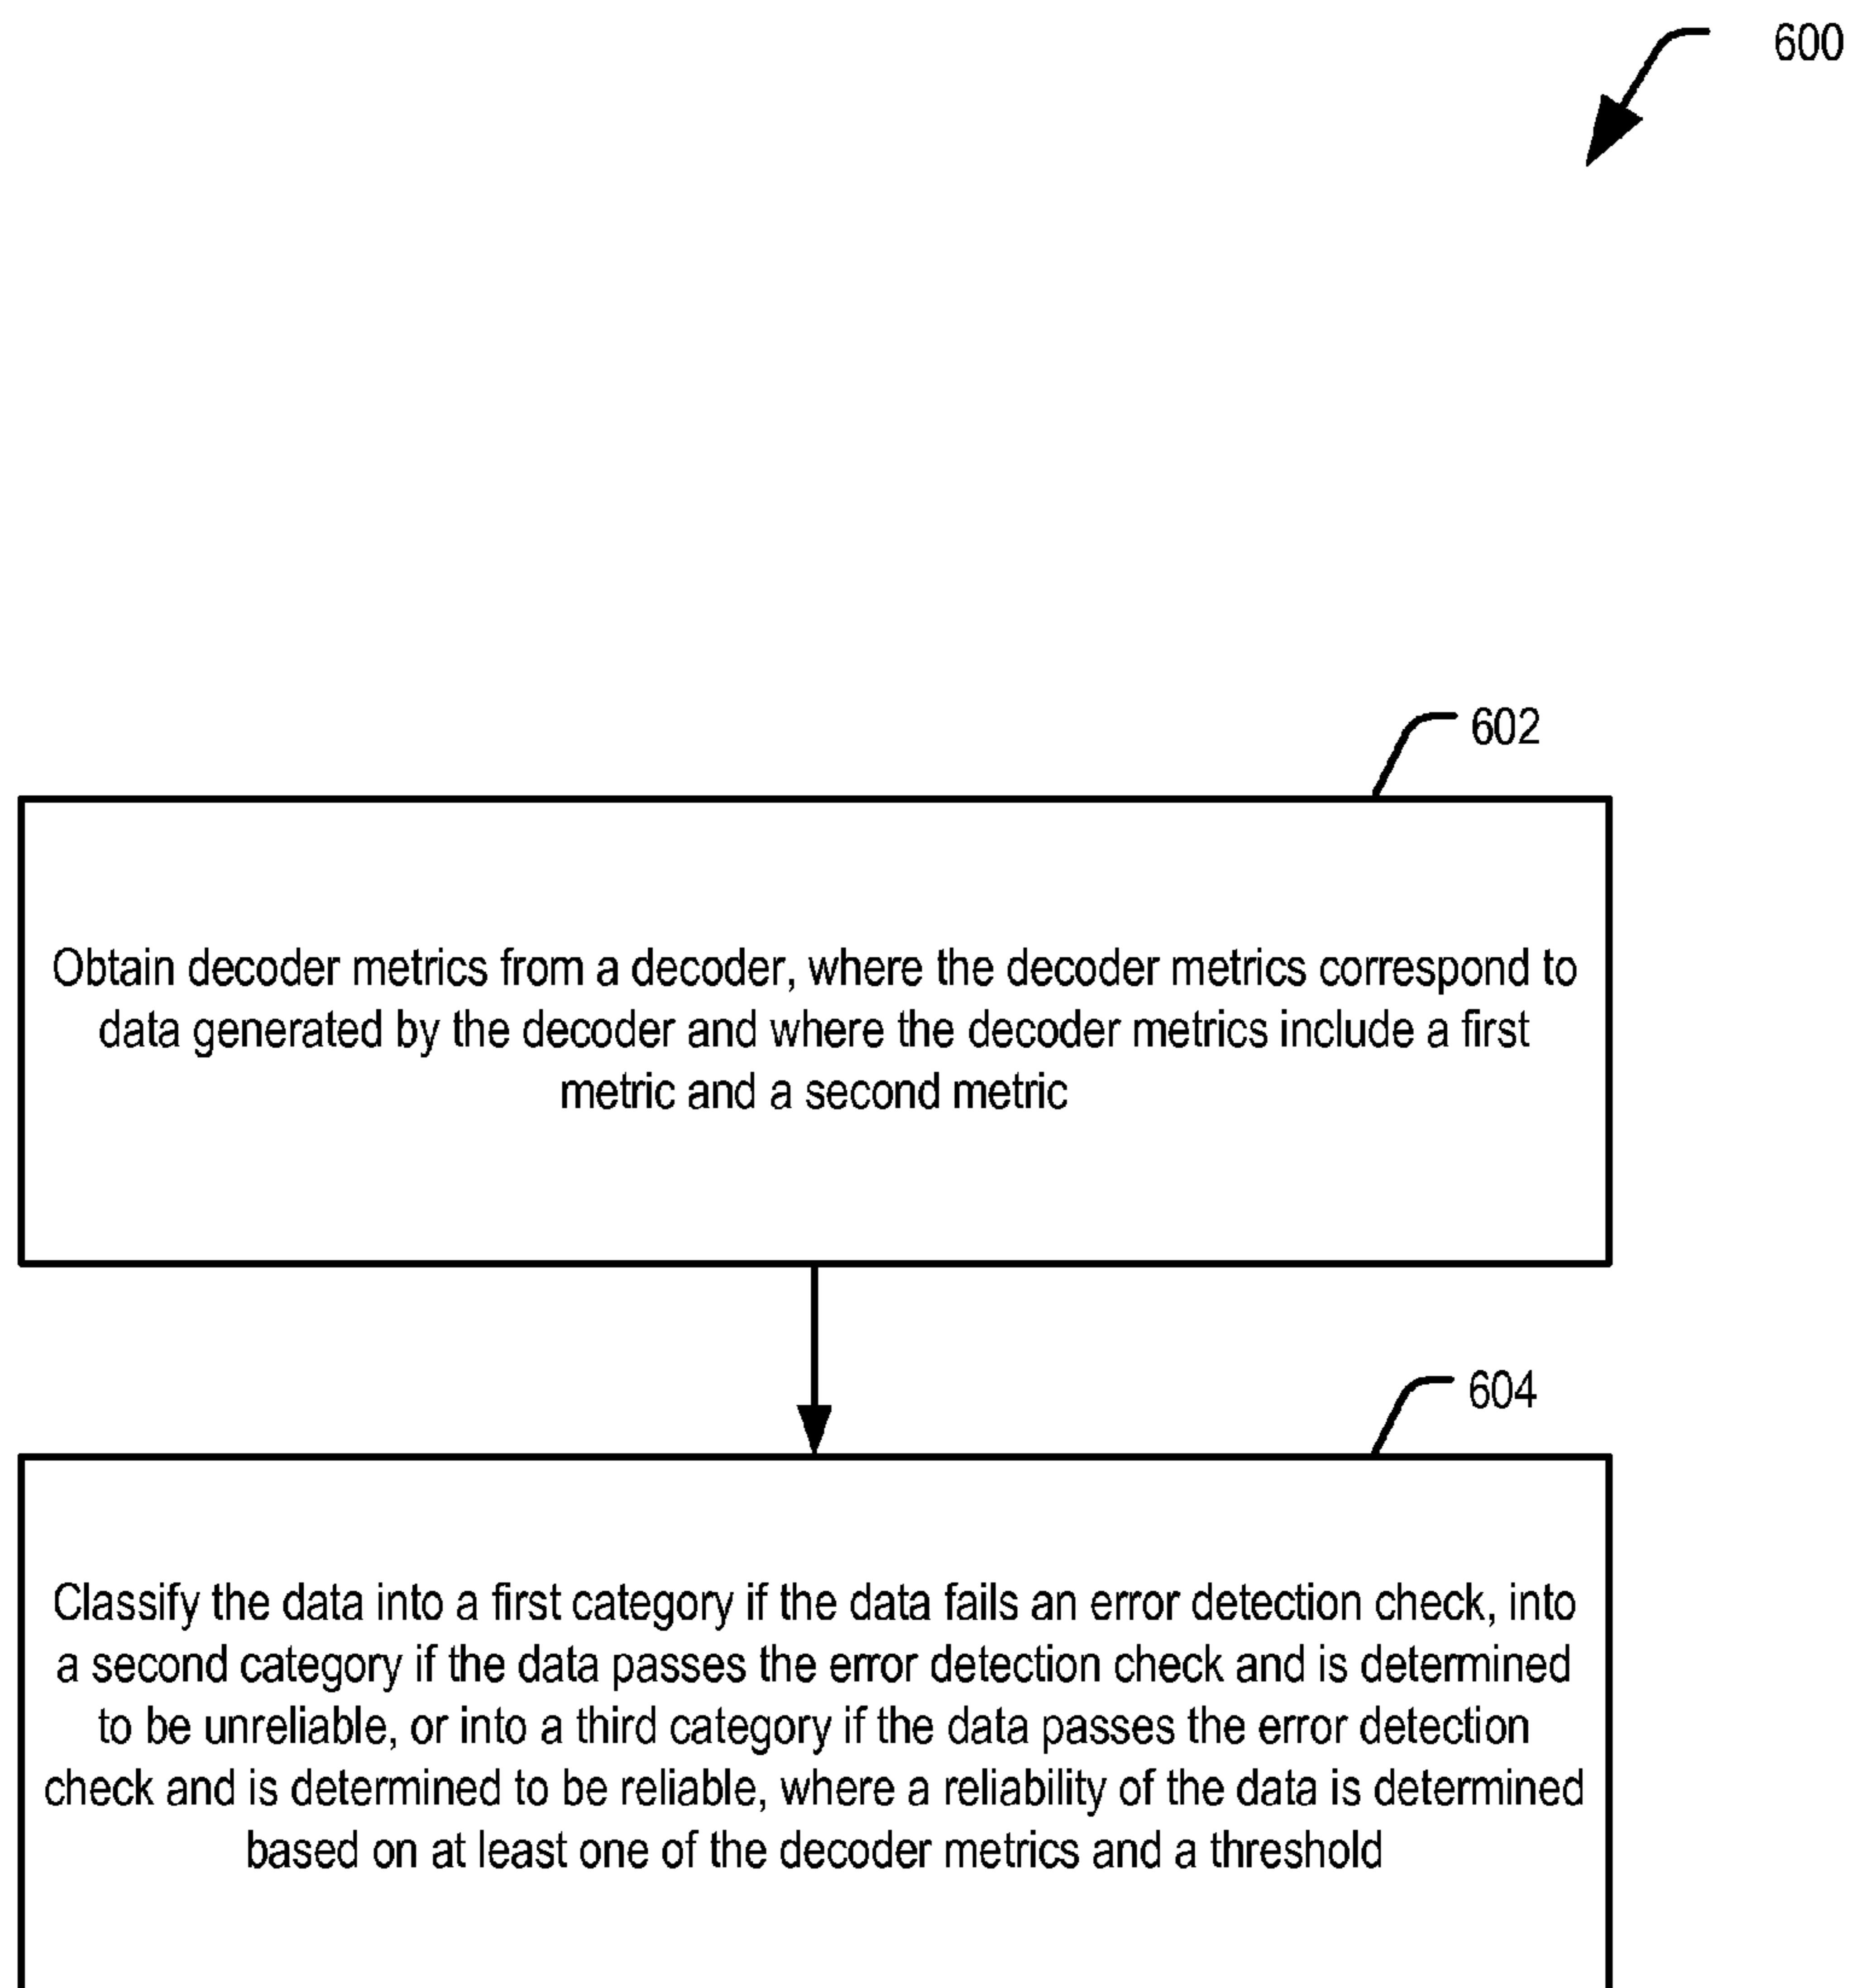 600
602
Obtain decoder metrics from a decoder, where the decoder metrics correspond to
data generated by the decoder and where the decoder metrics include a first
metric and a second metric
604
Classify the data into a first category if the data fails an error detection check, into
a second category if the data passes the error detection check and is determined
to be unreliable, or into a third category if the data passes the error detection
check and is determined to be reliable, where a reliability of the data is determined
based on at least one of the decoder metrics and a threshold